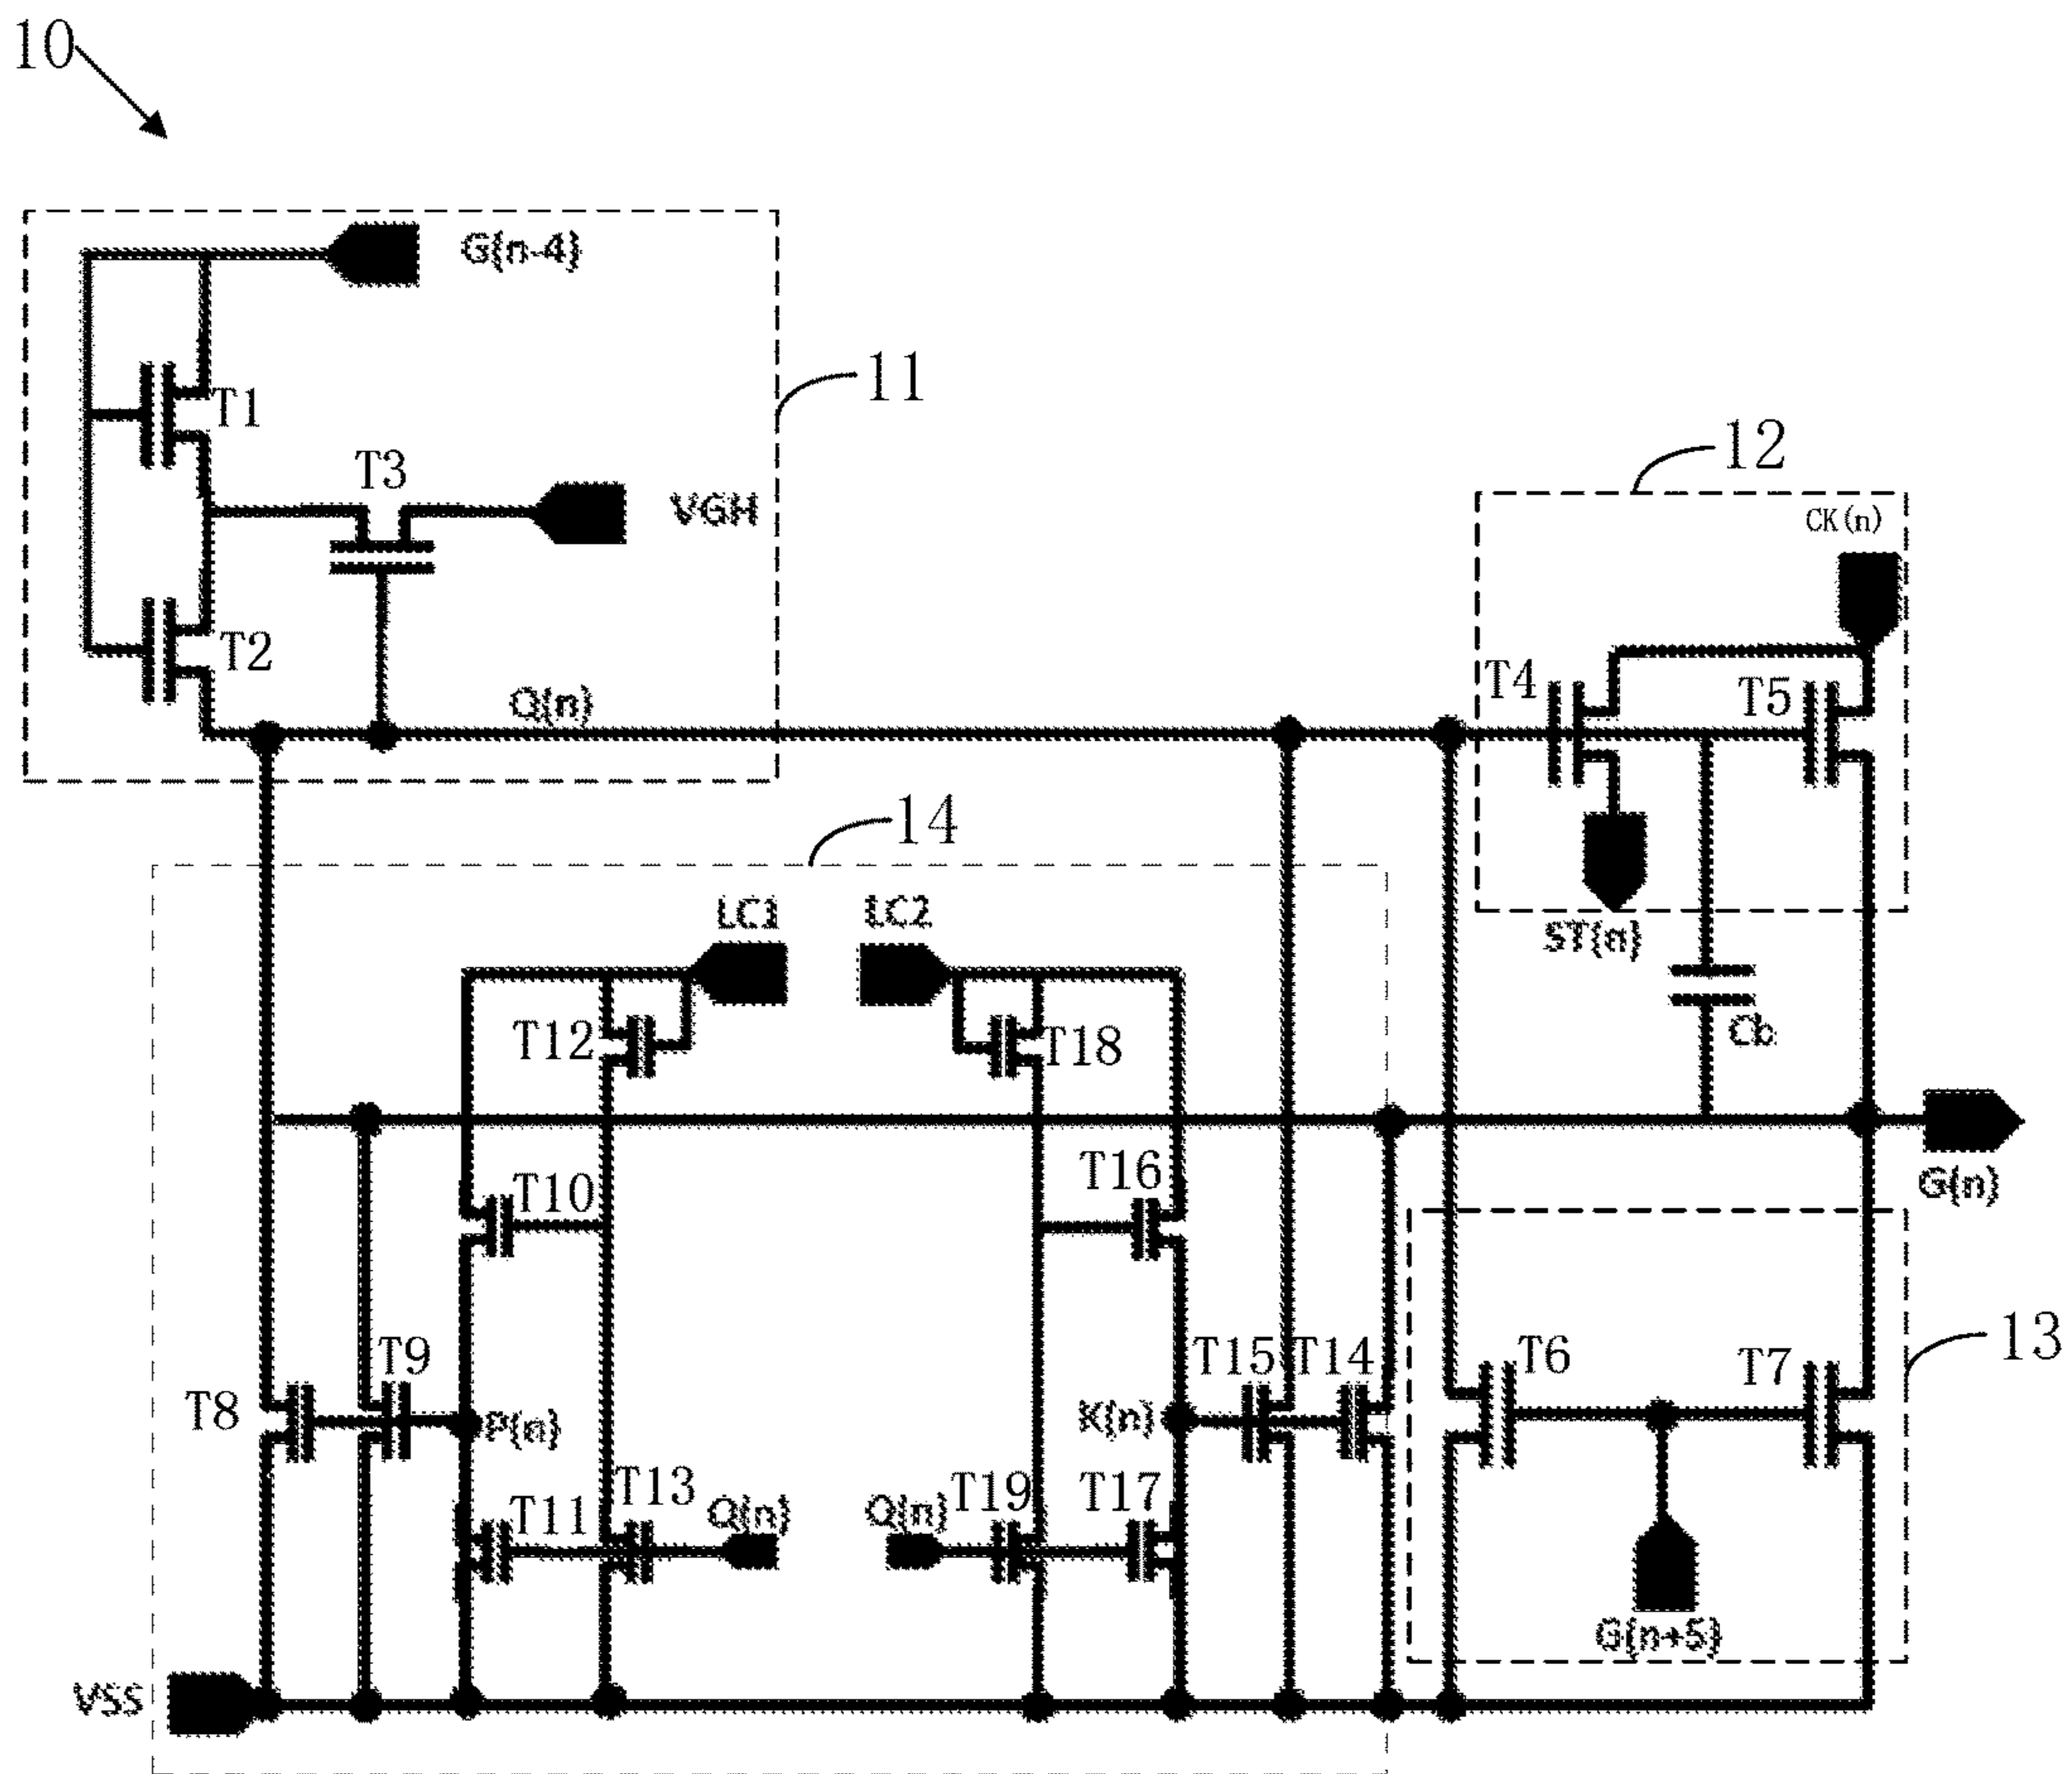 10
G(n-4)
11
T1
T3
VGH
12
CK(n)
T2
Q(n)
T4
T5
14
LC1
LC2
ST(n)
T12
T18
Cb
T10
T16
G(n)
T9
T15
T14
T6
T7
13
T8
P(n)
K(n)
T11
T13
Q(n)
Q(n)
T19
T17
G(n+5)
VSS